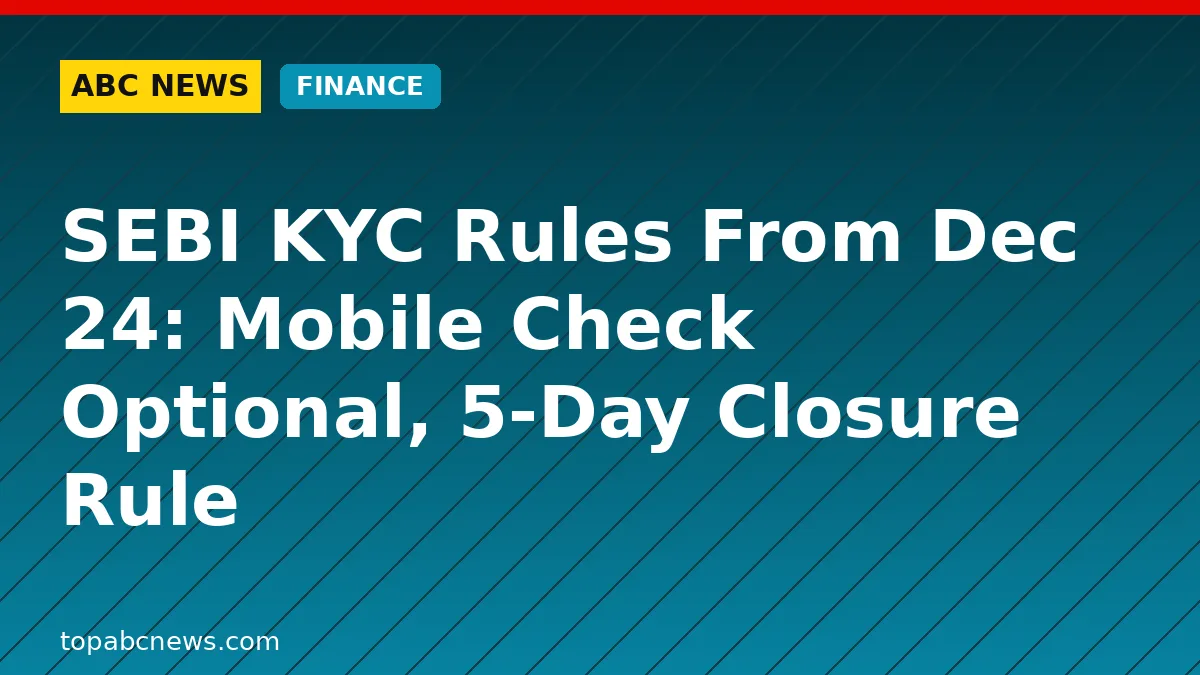 ABC NEWS
FINANCE
SEBI KYC Rules From Dec
24: Mobile Check
Optional, 5-Day Closure
Rule
topabcnews.com